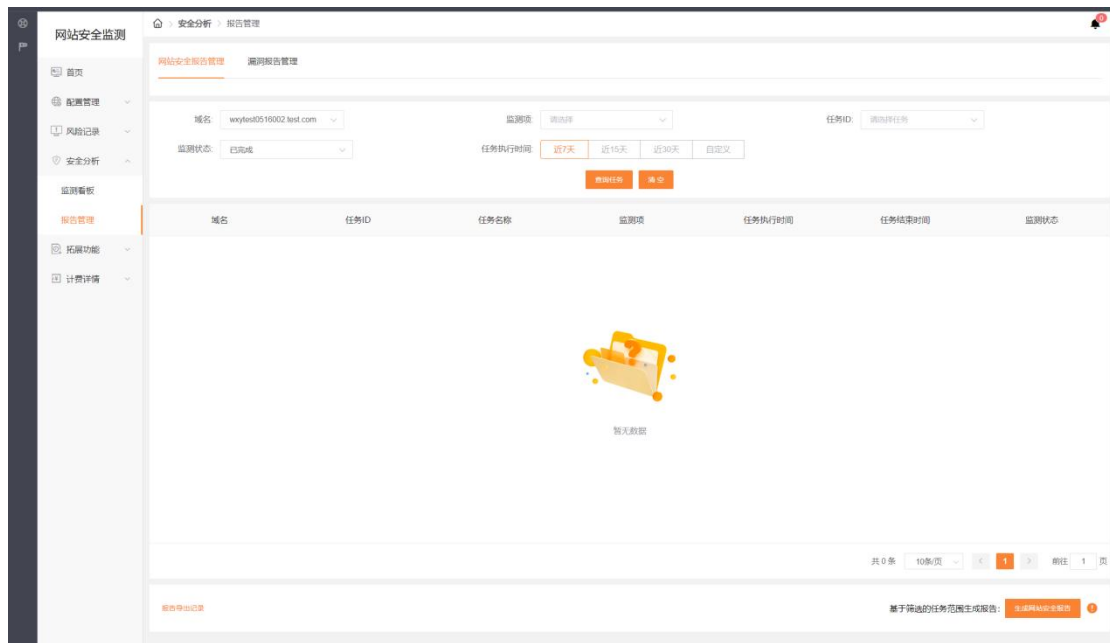 网站安全监测
安全分析 > 报告管理
0
首页
配置管理
风险记录
安全分析
监测看板
报告管理
拓展功能
计费详情
网站安全报告管理 漏洞报告管理
域名: wxytest0516002.test.com 监测项: 请选择 任务ID: 请选择任务
监测状态: 已完成 任务执行时间: 近7天 近15天 近30天 自定义
查询任务 清空
域名 任务ID 任务名称 监测项 任务执行时间 任务结束时间 监测状态
暂无数据
共 0 条 10条/页 < 1 > 前往 1 页
报告导出记录 基于筛选的任务范围生成报告: 生成网站安全报告